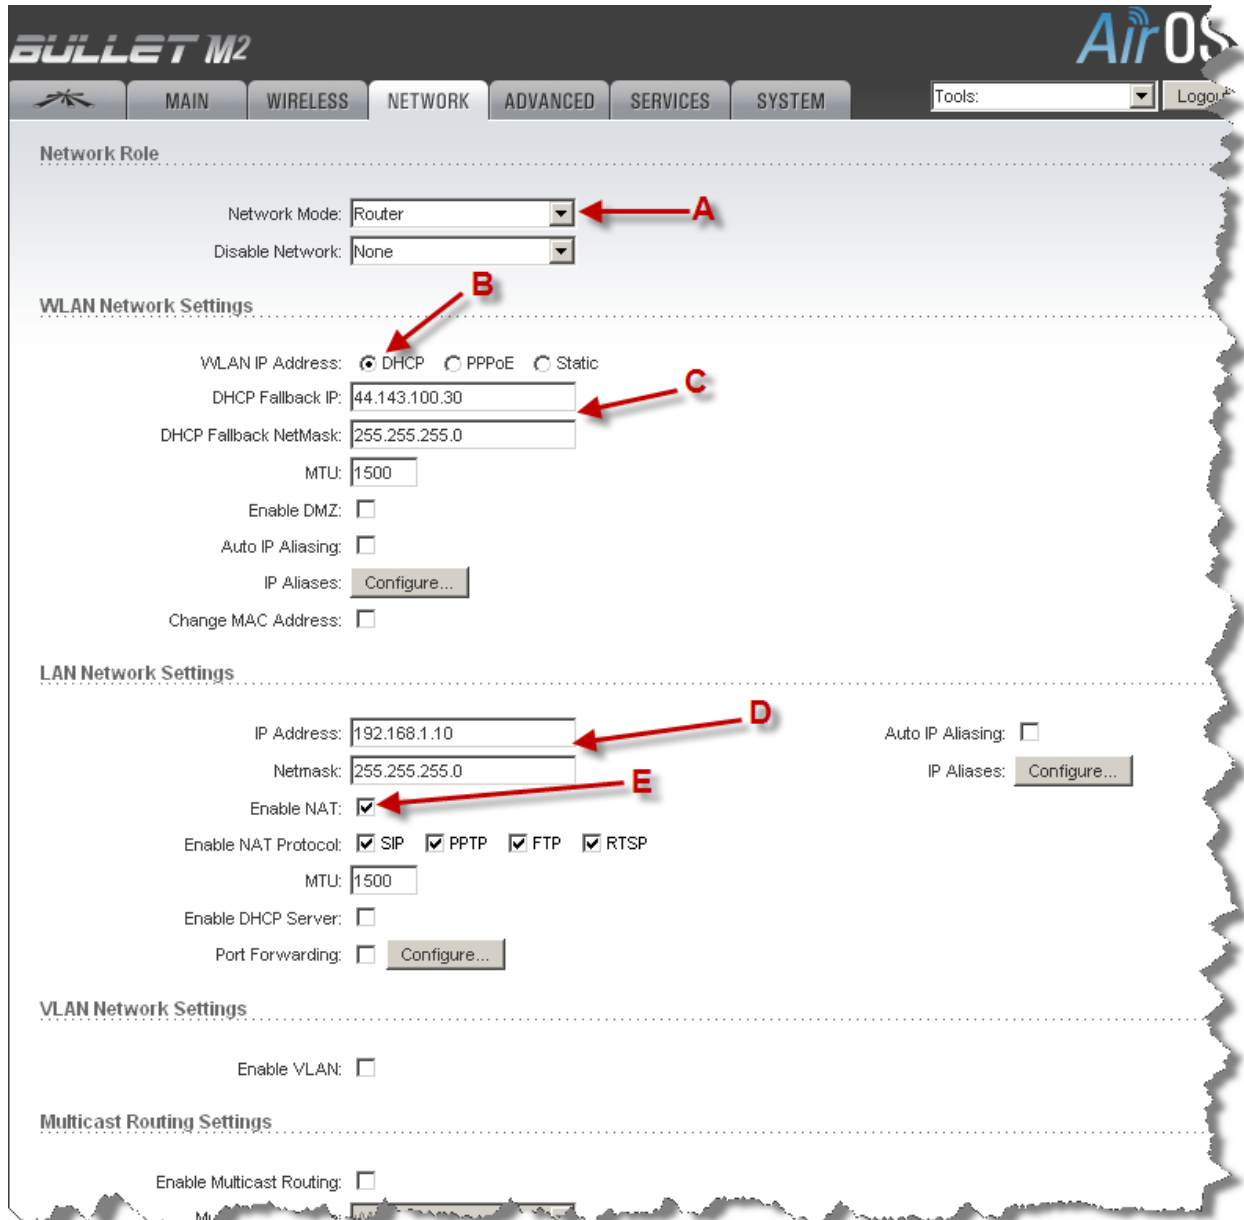 BULLET M2
AirOS
MAIN WIRELESS NETWORK ADVANCED SERVICES SYSTEM Tools: Logout
Network Role
Network Mode: Router A
Disable Network: None
B
WLAN Network Settings
WLAN IP Address: DHCP PPPoE Static
C
DHCP Fallback IP: 44.143.100.30
DHCP Fallback NetMask: 255.255.255.0
MTU: 1500
Enable DMZ:
Auto IP Aliasing:
IP Aliases: Configure...
Change MAC Address:
LAN Network Settings
D
IP Address: 192.168.1.10 Auto IP Aliasing:
Netmask: 255.255.255.0 IP Aliases: Configure...
E
Enable NAT:
Enable NAT Protocol: SIP PPTP FTP RTSP
MTU: 1500
Enable DHCP Server:
Port Forwarding: Configure...
VLAN Network Settings
Enable VLAN:
Multicast Routing Settings
Enable Multicast Routing: